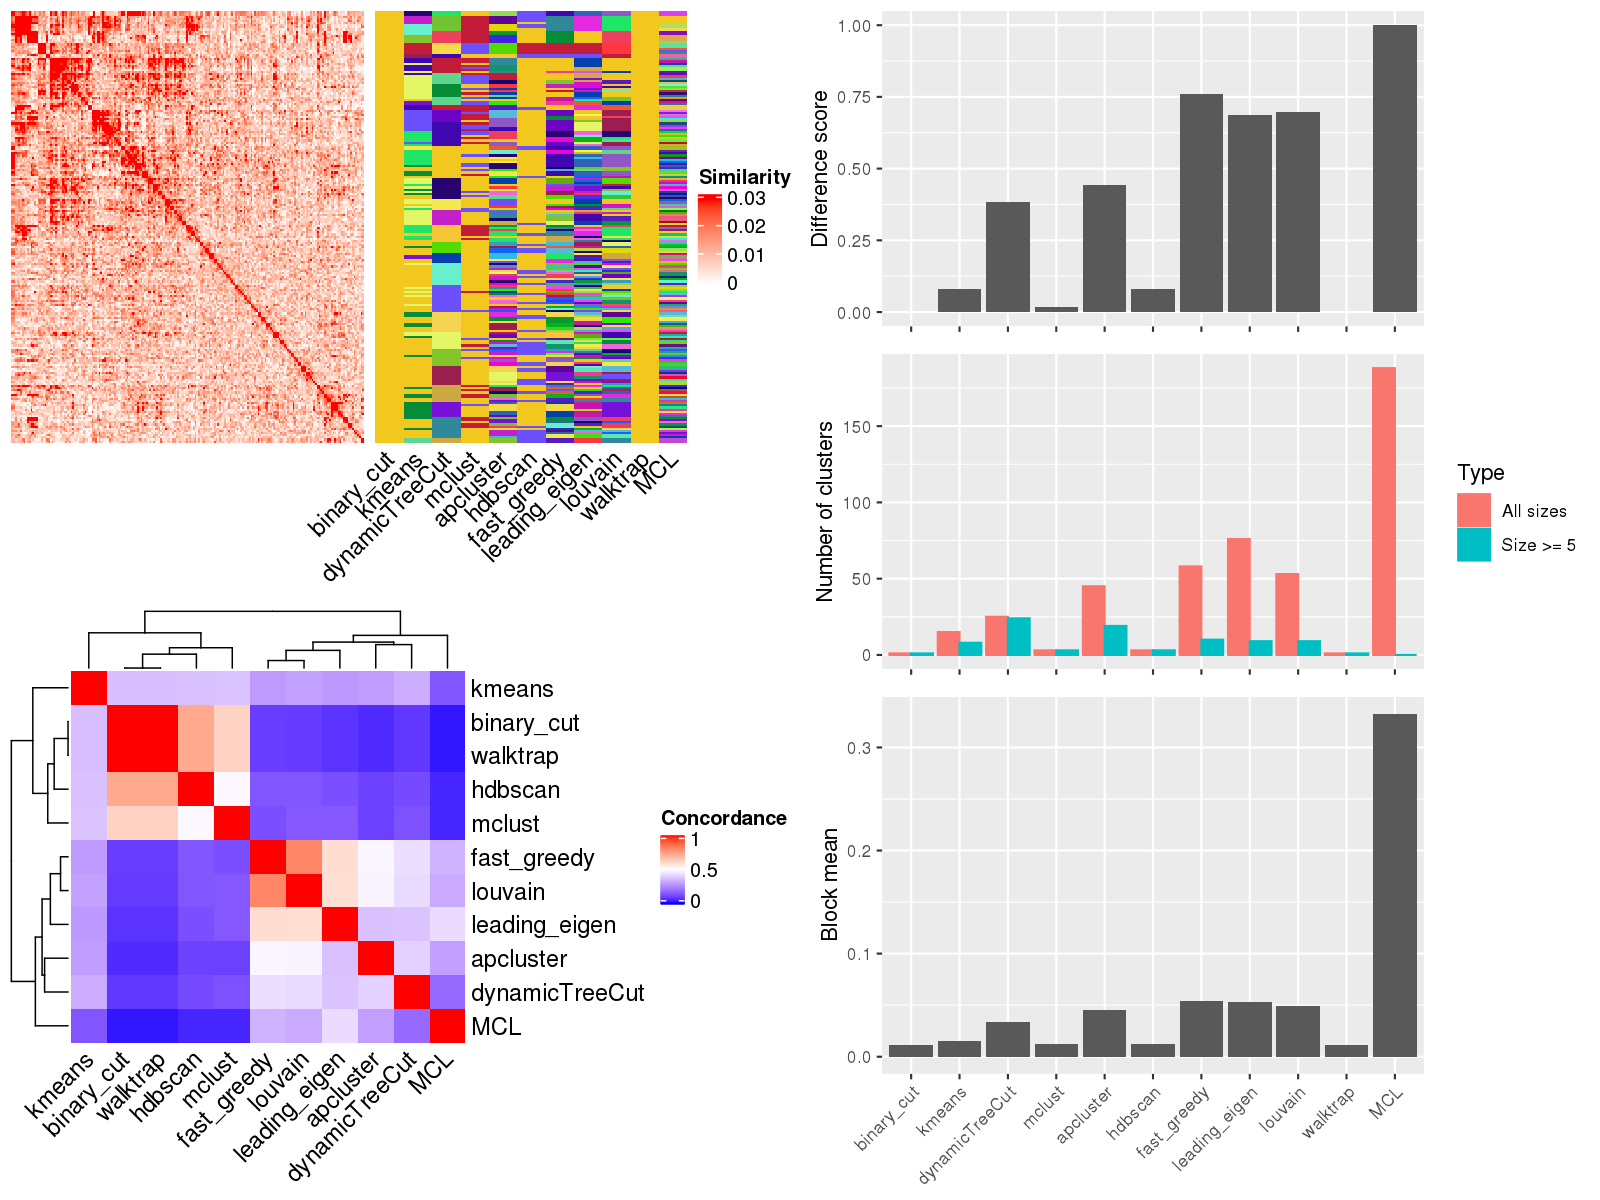 Similarity
0.03
0.02
0.01
0
binary_cut
kmeans
dynamicTreeCut
mclust
apcluster
hdbscan
fast_greedy
leading_eigen
louvain
walktrap
MCL
kmeans
binary_cut
walktrap
hdbscan
mclust
fast_greedy
louvain
leading_eigen
apcluster
dynamicTreeCut
MCL
Concordance
1
0.5
0
kmeans
binary_cut
walktrap
hdbscan
mclust
fast_greedy
louvain
leading_eigen
apcluster
dynamicTreeCut
MCL
Difference score
1.00
0.75
0.50
0.25
0.00
Number of clusters
150
100
50
0
Type
All sizes
Size >= 5
Block mean
0.3
0.2
0.1
0.0
binary_cut
kmeans
dynamicTreeCut
mclust
apcluster
hdbscan
fast_greedy
leading_eigen
louvain
walktrap
MCL